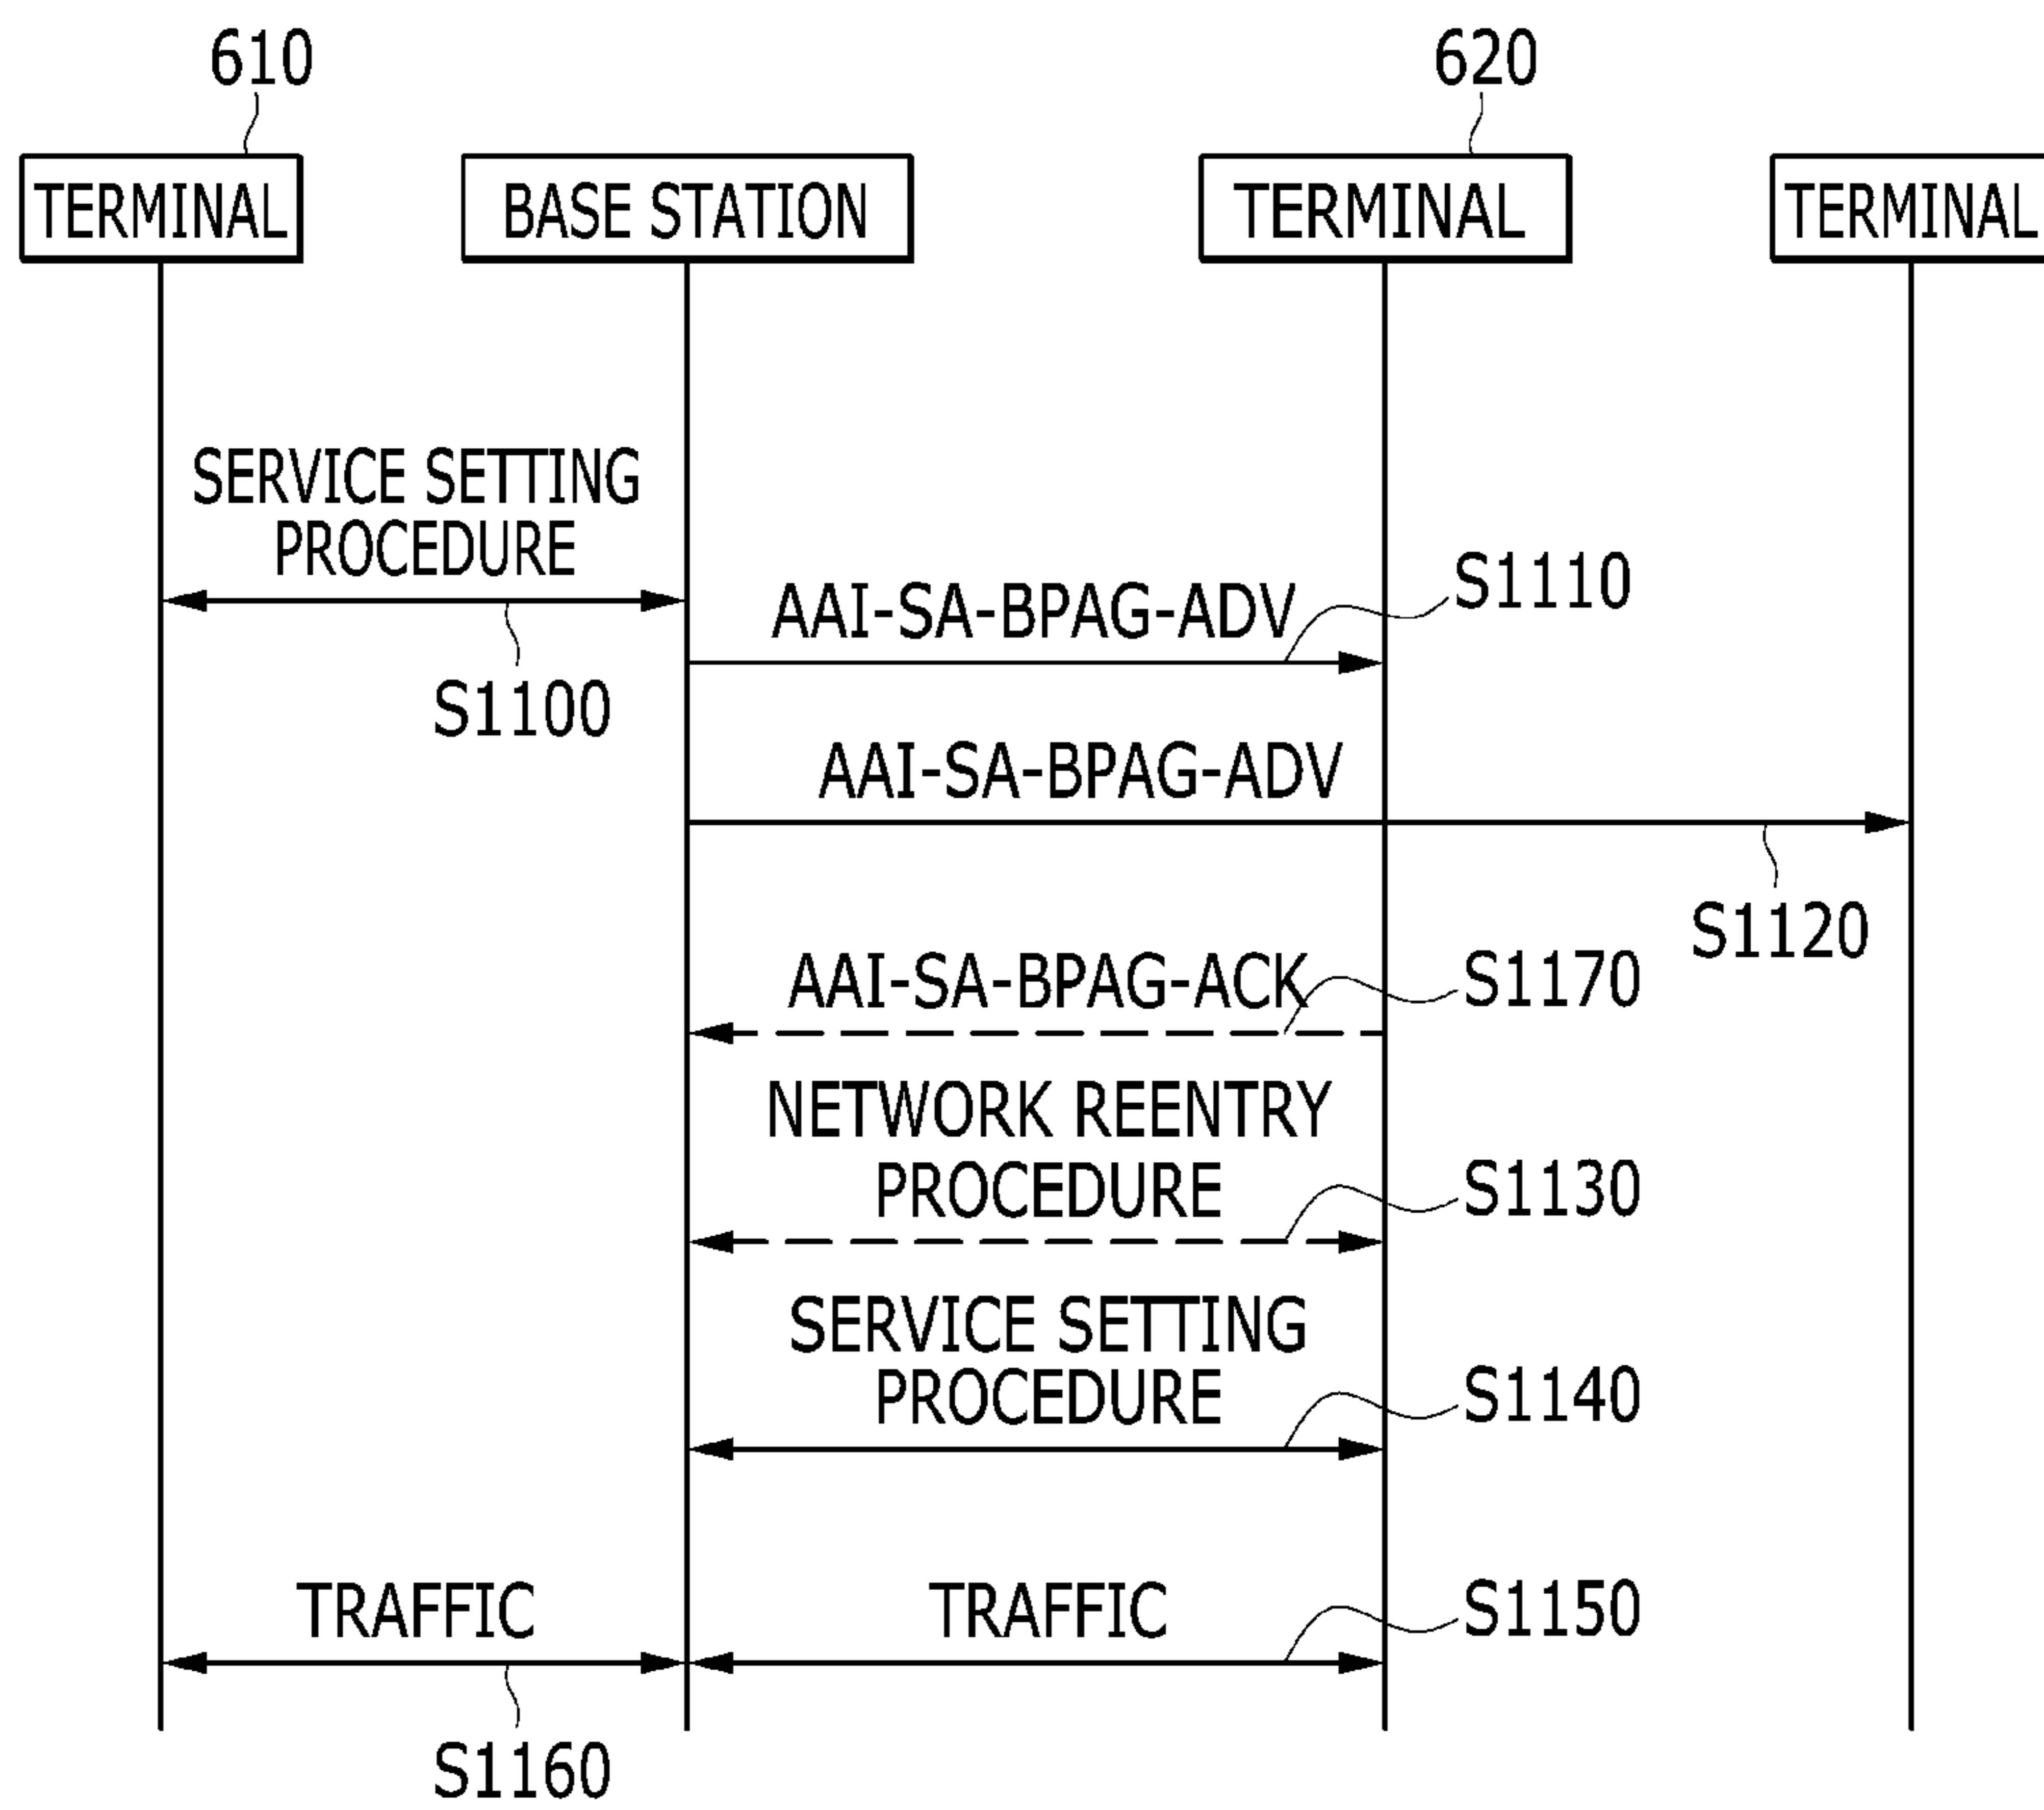 610
620
TERMINAL
BASE STATION
TERMINAL
TERMINAL
SERVICE SETTING
PROCEDURE
S1100
AAI-SA-BPAG-ADV
S1110
AAI-SA-BPAG-ADV
S1120
AAI-SA-BPAG-ACK
S1170
NETWORK REENTRY
PROCEDURE
S1130
SERVICE SETTING
PROCEDURE
S1140
TRAFFIC
TRAFFIC
S1150
S1160